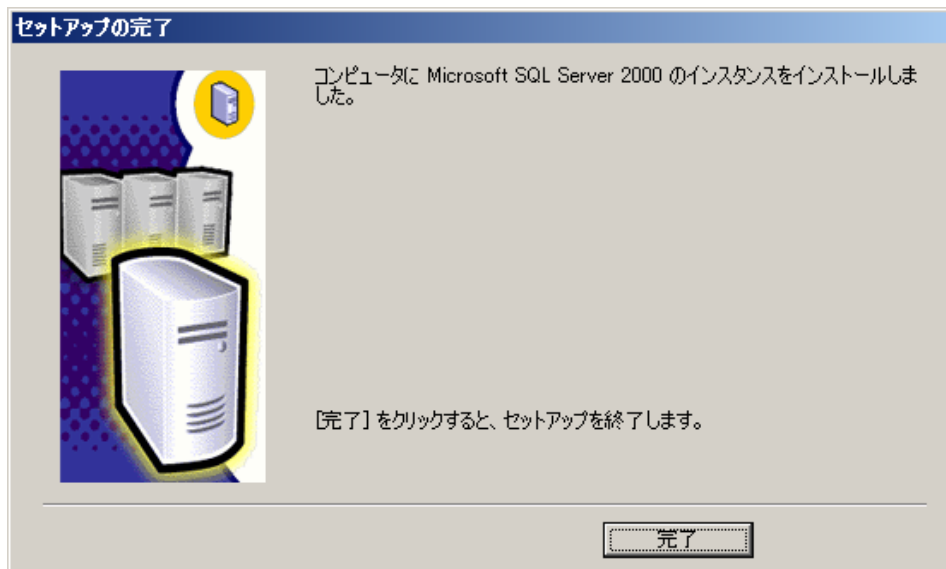 セットアップの完了
コンピュータに Microsoft SQL Server 2000 のインスタンスをインストールしま
した。
[完了] をクリックすると、セットアップを終了します。
完了